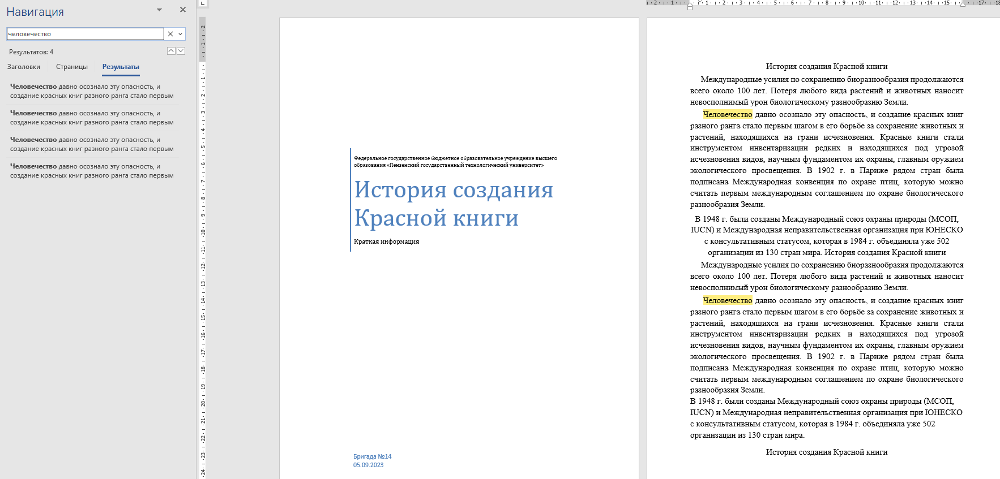 Навигация
человечество
Результатов: 4
Заголовки Страницы Результаты
Человечество давно осознало эту опасность, и
создание красных книг разного ранга стало первым
Человечество давно осознало эту опасность, и
создание красных книг разного ранга стало первым
Человечество давно осознало эту опасность, и
создание красных книг разного ранга стало первым
Человечество давно осознало эту опасность, и
создание красных книг разного ранга стало первым
Федеральное государственное бюджетное образовательное учреждение высшего
образования «Пензенский государственный технологический университет»
История создания
Красной книги
Краткая информация
Бригада №14
05.09.2023
История создания Красной книги
Международные усилия по сохранению биоразнообразия продолжаются
всего около 100 лет. Потеря любого вида растений и животных наносит
невосполнимый урон биологическому разнообразию Земли.
Человечество давно осознало эту опасность, и создание красных книг
разного ранга стало первым шагом в его борьбе за сохранение животных и
растений, находящихся на грани исчезновения. Красные книги стали
инструментом инвентаризации редких и находящихся под угрозой
исчезновения видов, научным фундаментом их охраны, главным оружием
экологического просвещения. В 1902 г. в Париже рядом стран была
подписана Международная конвенция по охране птиц, которую можно
считать первым международным соглашением по охране биологического
разнообразия Земли.
В 1948 г. были созданы Международный союз охраны природы (МСОП,
IUCN) и Международная неправительственная организация при ЮНЕСКО
с консультативным статусом, которая в 1984 г. объединяла уже 502
организации из 130 стран мира. История создания Красной книги
Международные усилия по сохранению биоразнообразия продолжаются
всего около 100 лет. Потеря любого вида растений и животных наносит
невосполнимый урон биологическому разнообразию Земли.
Человечество давно осознало эту опасность, и создание красных книг
разного ранга стало первым шагом в его борьбе за сохранение животных и
растений, находящихся на грани исчезновения. Красные книги стали
инструментом инвентаризации редких и находящихся под угрозой
исчезновения видов, научным фундаментом их охраны, главным оружием
экологического просвещения. В 1902 г. в Париже рядом стран была
подписана Международная конвенция по охране птиц, которую можно
считать первым международным соглашением по охране биологического
разнообразия Земли.
В 1948 г. были созданы Международный союз охраны природы (МСОП,
IUCN) и Международная неправительственная организация при ЮНЕСКО
с консультативным статусом, которая в 1984 г. объединяла уже 502
организации из 130 стран мира.
История создания Красной книги